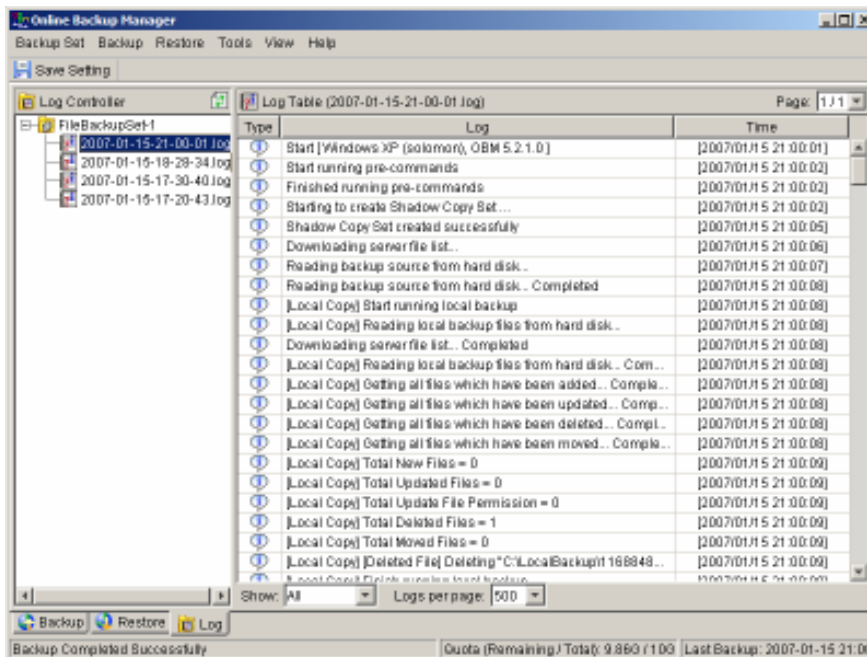 Online Backup Manager
Backup Set Backup Restore Tools View Help
Save Setting
Log Controller
FileBackupSet-1
2007-01-15-21-00-01.log
2007-01-15-18-29-34.log
2007-01-15-17-30-40.log
2007-01-15-17-20-43.log
Log Table (2007-01-15-21-00-01.log) Page: 1 / 1
Type Log Time
Start [Windows XP (solomon), OBM 5.2.1.0 ] [2007/01/15 21:00:01]
Start running pre-commands [2007/01/15 21:00:02]
Finished running pre-commands [2007/01/15 21:00:02]
Starting to create Shadow Copy Set ... [2007/01/15 21:00:02]
Shadow Copy Set created successfully [2007/01/15 21:00:05]
Downloading server file list... [2007/01/15 21:00:06]
Reading backup source from hard disk... [2007/01/15 21:00:07]
Reading backup source from hard disk... Completed [2007/01/15 21:00:08]
[Local Copy] Start running local backup [2007/01/15 21:00:08]
[Local Copy] Reading local backup files from hard disk... [2007/01/15 21:00:08]
Downloading server file list... Completed [2007/01/15 21:00:08]
[Local Copy] Reading local backup files from hard disk... Com... [2007/01/15 21:00:08]
[Local Copy] Getting all files which have been added... Comple... [2007/01/15 21:00:08]
[Local Copy] Getting all files which have been updated... Comp... [2007/01/15 21:00:08]
[Local Copy] Getting all files which have been deleted... Compl... [2007/01/15 21:00:08]
[Local Copy] Getting all files which have been moved... Comple... [2007/01/15 21:00:08]
[Local Copy] Total New Files = 0 [2007/01/15 21:00:09]
[Local Copy] Total Updated Files = 0 [2007/01/15 21:00:09]
[Local Copy] Total Update File Permission = 0 [2007/01/15 21:00:09]
[Local Copy] Total Deleted Files = 1 [2007/01/15 21:00:09]
[Local Copy] Total Moved Files = 0 [2007/01/15 21:00:09]
[Local Copy] [Deleted File] Deleting "C:\LocalBackup\1168848... [2007/01/15 21:00:09]
[Local Copy] Finish running local backup [2007/01/15 21:00:09]
Show: All Logs per page: 500
Backup Restore Log
Backup Completed Successfully Quota (Remaining / Total): 9.86G / 10G Last Backup: 2007-01-15 21:0